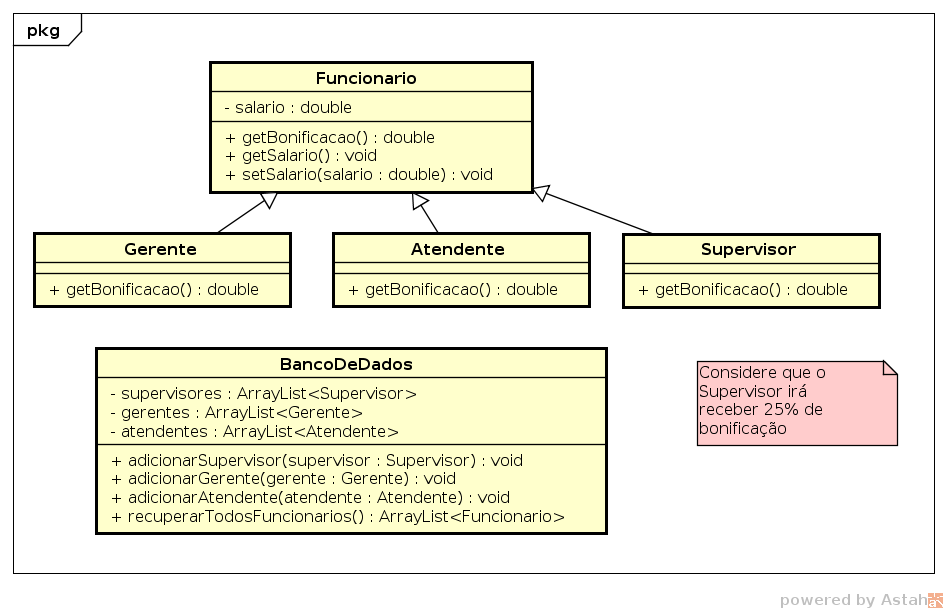 pkg
Funcionario
- salario : double
+ getBonificacao() : double
+ getSalario() : void
+ setSalario(salario : double) : void
Gerente
+ getBonificacao() : double
Atendente
+ getBonificacao() : double
Supervisor
+ getBonificacao() : double
BancoDeDados
- supervisores : ArrayList<Supervisor>
- gerentes : ArrayList<Gerente>
- atendentes : ArrayList<Atendente>
+ adicionarSupervisor(supervisor : Supervisor) : void
+ adicionarGerente(gerente : Gerente) : void
+ adicionarAtendente(atendente : Atendente) : void
+ recuperarTodosFuncionarios() : ArrayList<Funcionario>
Considere que o
Supervisor irá
receber 25% de
bonificação
powered by Astah